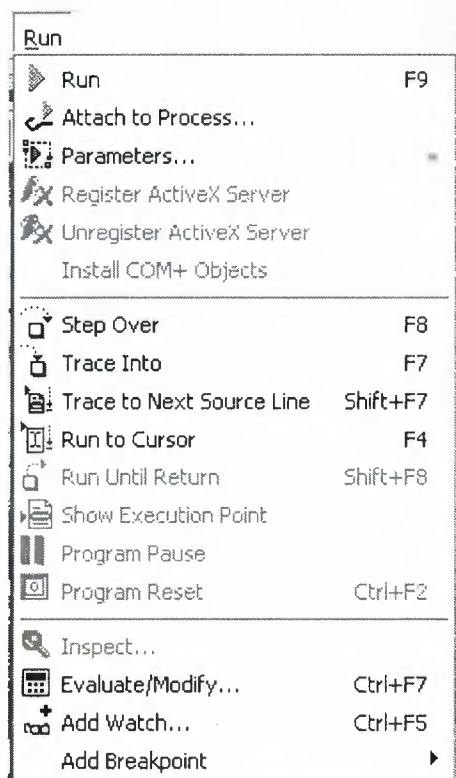 Run
Run F9
Attach to Process...
Parameters...
Register ActiveX Server
Unregister ActiveX Server
Install COM+ Objects
Step Over F8
Trace Into F7
Trace to Next Source Line Shift+F7
Run to Cursor F4
Run Until Return Shift+F8
Show Execution Point
Program Pause
Program Reset Ctrl+F2
Inspect...
Evaluate/Modify... Ctrl+F7
Add Watch... Ctrl+F5
Add Breakpoint